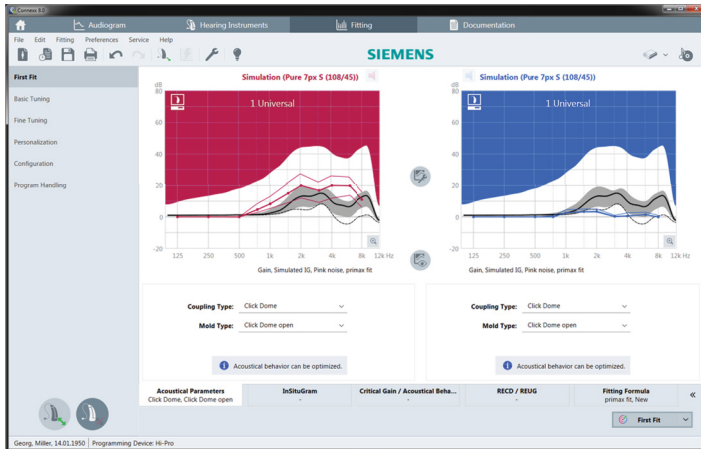 Connexx 8.0
Audiogram
Hearing Instruments
Fitting
Documentation
File Edit Fitting Preferences Service Help
SIEMENS
First Fit
Basic Tuning
Fine Tuning
Personalization
Configuration
Program Handling
Simulation (Pure 7px S (108/45))
dB
80
60
40
20
0
-20
1 Universal
125 250 500 1k 2k 4k 8k 12k Hz
Gain, Simulated IG, Pink noise, primax fit
Simulation (Pure 7px S (108/45))
dB
80
60
40
20
0
-20
1 Universal
125 250 500 1k 2k 4k 8k 12k Hz
Gain, Simulated IG, Pink noise, primax fit
Coupling Type: Click Dome
Mold Type: Click Dome open
Acoustical behavior can be optimized.
Coupling Type: Click Dome
Mold Type: Click Dome open
Acoustical behavior can be optimized.
Acoustical Parameters
Click Dome, Click Dome open
InSituGram
-
Critical Gain / Acoustical Beha...
-
RECD / REUG
-
Fitting Formula
primax fit, New
«
First Fit
Georg, Miller, 14.01.1950 Programming Device: Hi-Pro